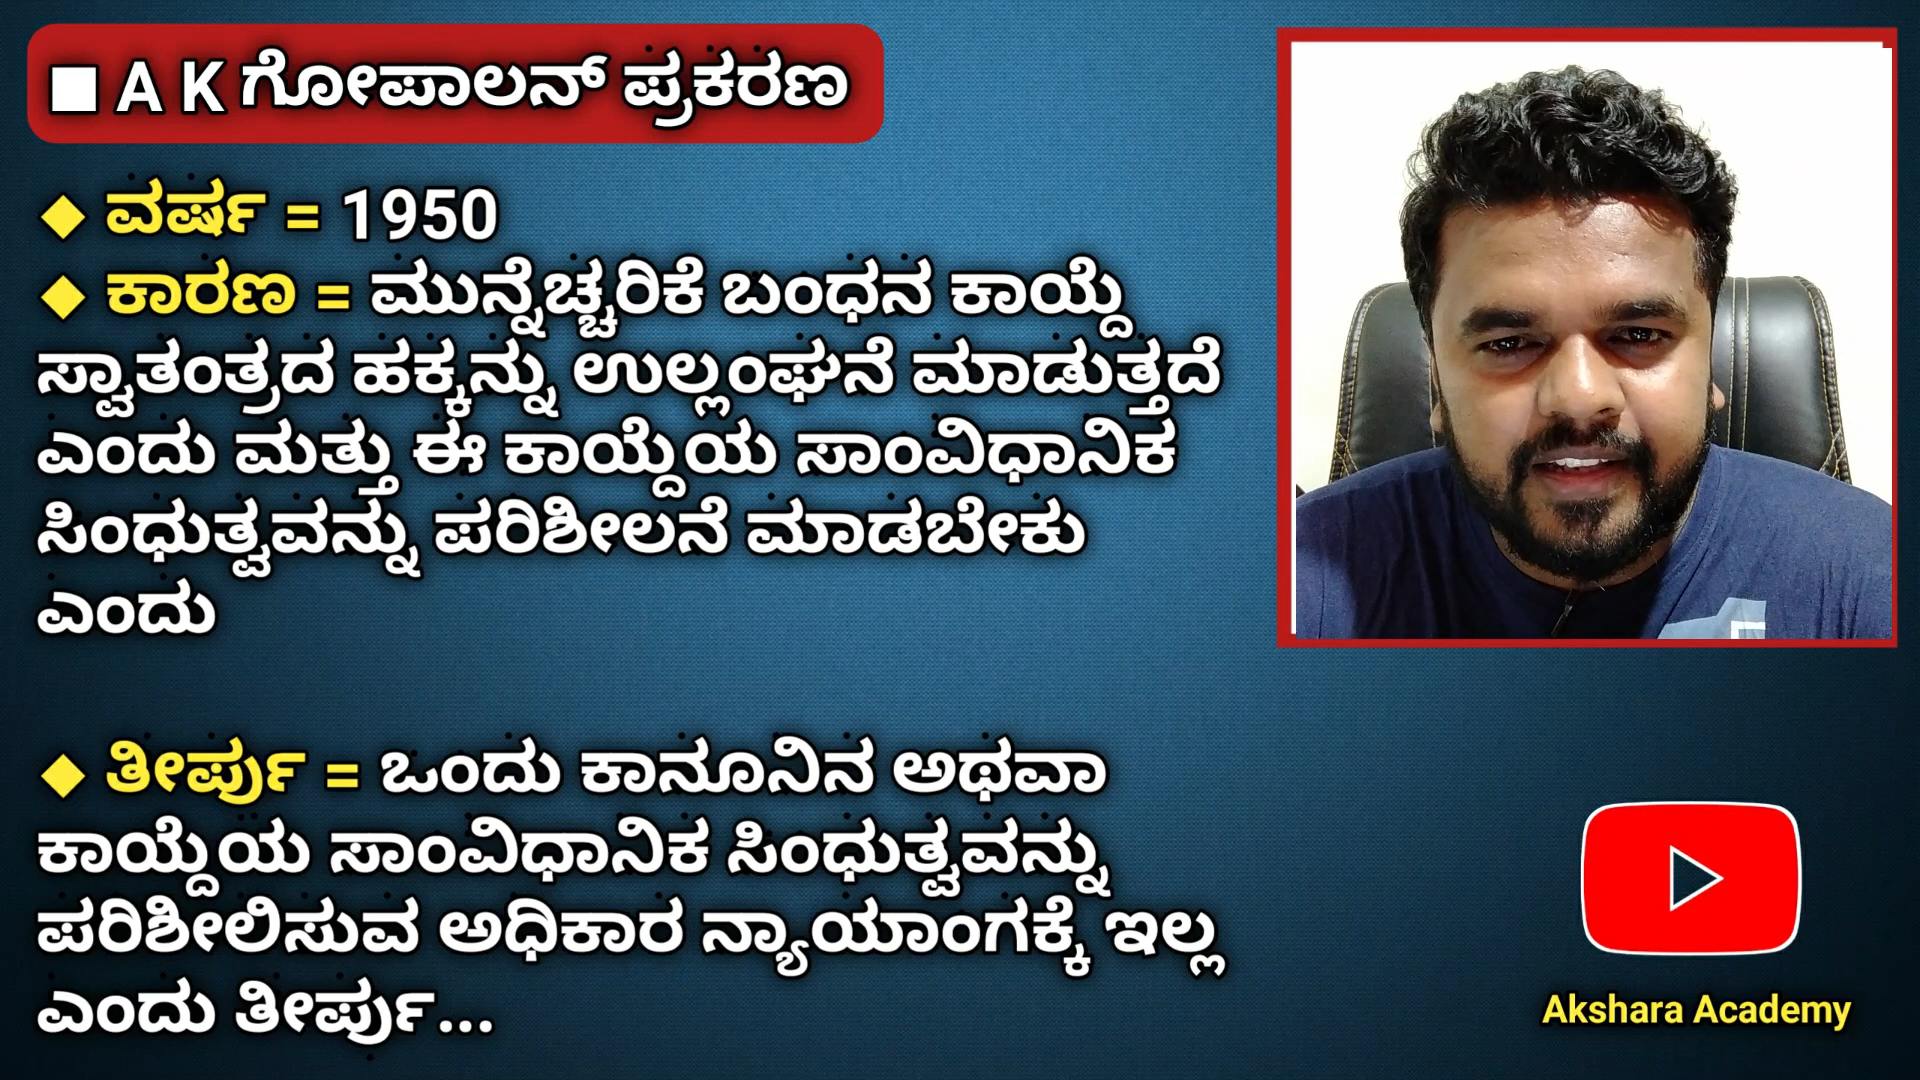 ■ A K ಗೋಪಾಲನ್ ಪ್ರಕರಣ
◆ ವರ್ಷ = 1950
◆ ಕಾರಣ = ಮುನ್ನೆಚ್ಚರಿಕೆ ಬಂಧನ ಕಾಯ್ದೆ
ಸ್ವಾತಂತ್ರದ ಹಕ್ಕನ್ನು ಉಲ್ಲಂಘನೆ ಮಾಡುತ್ತದೆ
ಎಂದು ಮತ್ತು ಈ ಕಾಯ್ದೆಯ ಸಾಂವಿಧಾನಿಕ
ಸಿಂಧುತ್ವವನ್ನು ಪರಿಶೀಲನೆ ಮಾಡಬೇಕು
ಎಂದು
◆ ತೀರ್ಪು = ಒಂದು ಕಾನೂನಿನ ಅಥವಾ
ಕಾಯ್ದೆಯ ಸಾಂವಿಧಾನಿಕ ಸಿಂಧುತ್ವವನ್ನು
ಪರಿಶೀಲಿಸುವ ಅಧಿಕಾರ ನ್ಯಾಯಾಂಗಕ್ಕೆ ಇಲ್ಲ
ಎಂದು ತೀರ್ಪು...
Akshara Academy